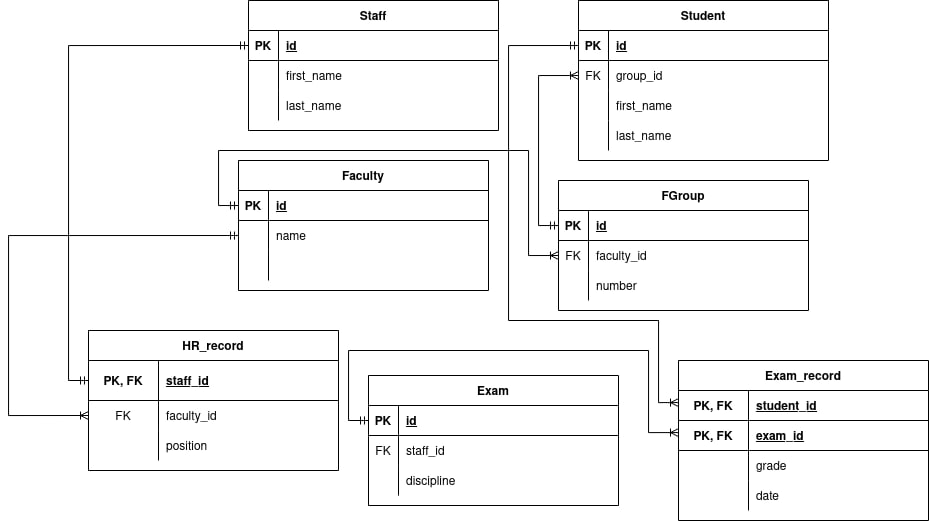 Staff
PK id
first_name
last_name
Student
PK id
FK group_id
first_name
last_name
Faculty
PK id
name
FGroup
PK id
FK faculty_id
number
HR_record
PK, FK staff_id
FK faculty_id
position
Exam
PK id
FK staff_id
discipline
Exam_record
PK, FK student_id
PK, FK exam_id
grade
date